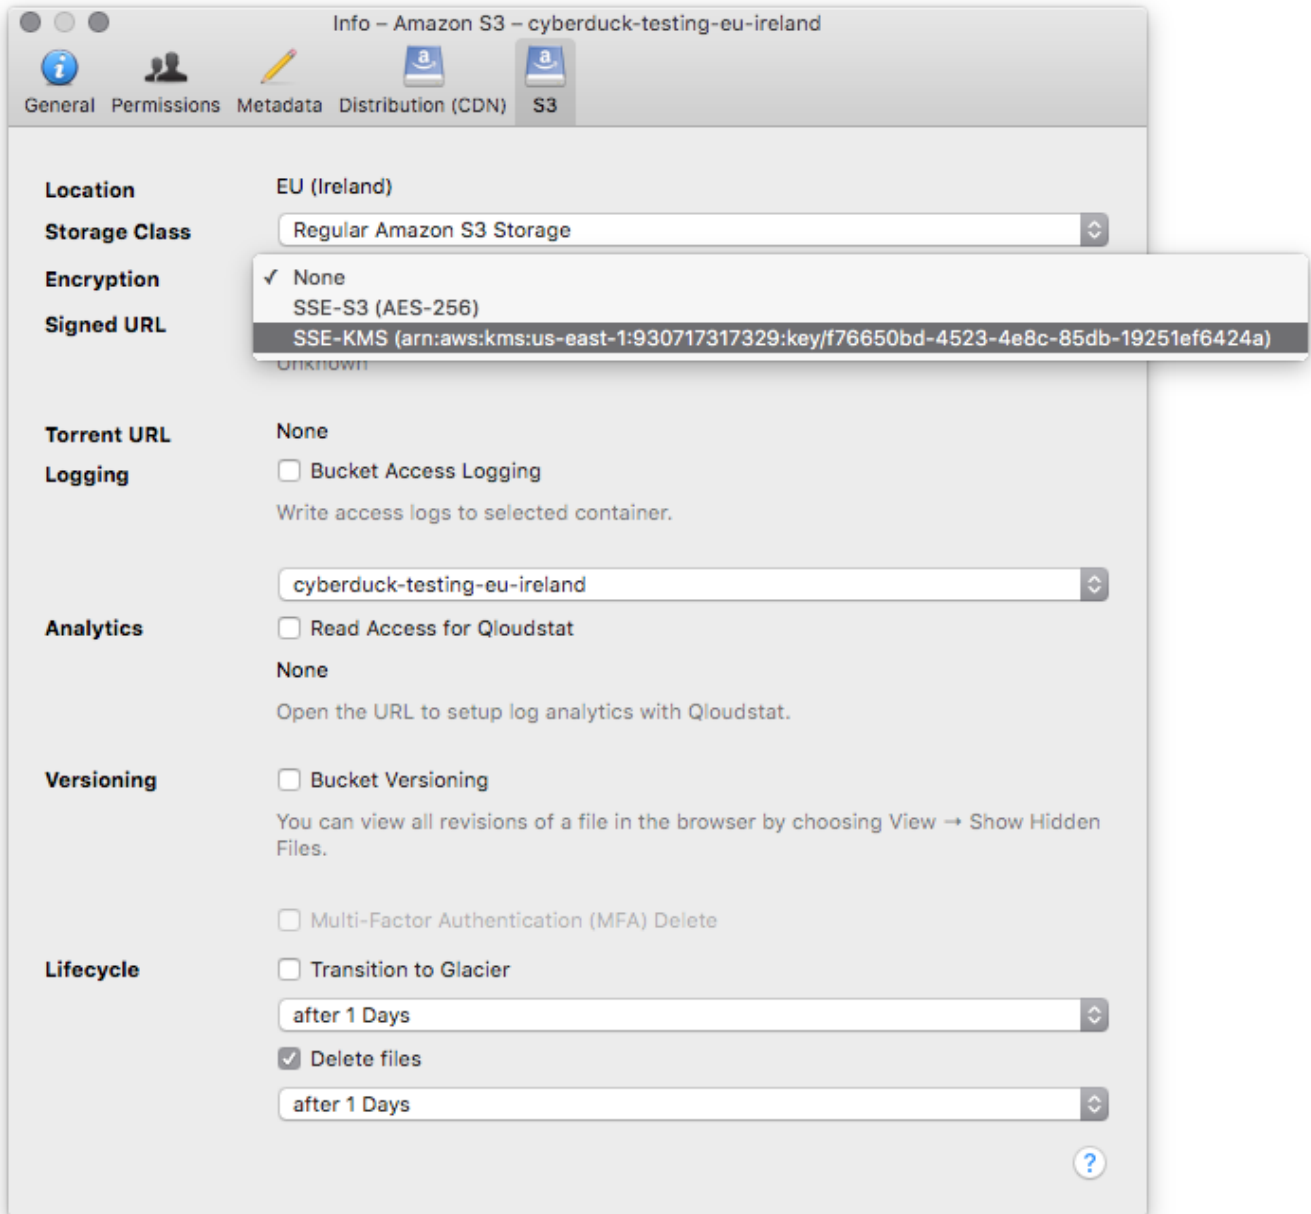 Info – Amazon S3 – cyberduck-testing-eu-ireland
General Permissions Metadata Distribution (CDN) S3
Location EU (Ireland)
Storage Class Regular Amazon S3 Storage
Encryption ✓ None
SSE-S3 (AES-256)
Signed URL
SSE-KMS (arn:aws:kms:us-east-1:930717317329:key/f76650bd-4523-4e8c-85db-19251ef6424a)
Unknown
Torrent URL None
Logging Bucket Access Logging
Write access logs to selected container.
cyberduck-testing-eu-ireland
Analytics Read Access for Qloudstat
None
Open the URL to setup log analytics with Qloudstat.
Versioning Bucket Versioning
You can view all revisions of a file in the browser by choosing View → Show Hidden
Files.
Multi-Factor Authentication (MFA) Delete
Lifecycle Transition to Glacier
after 1 Days
Delete files
after 1 Days
?